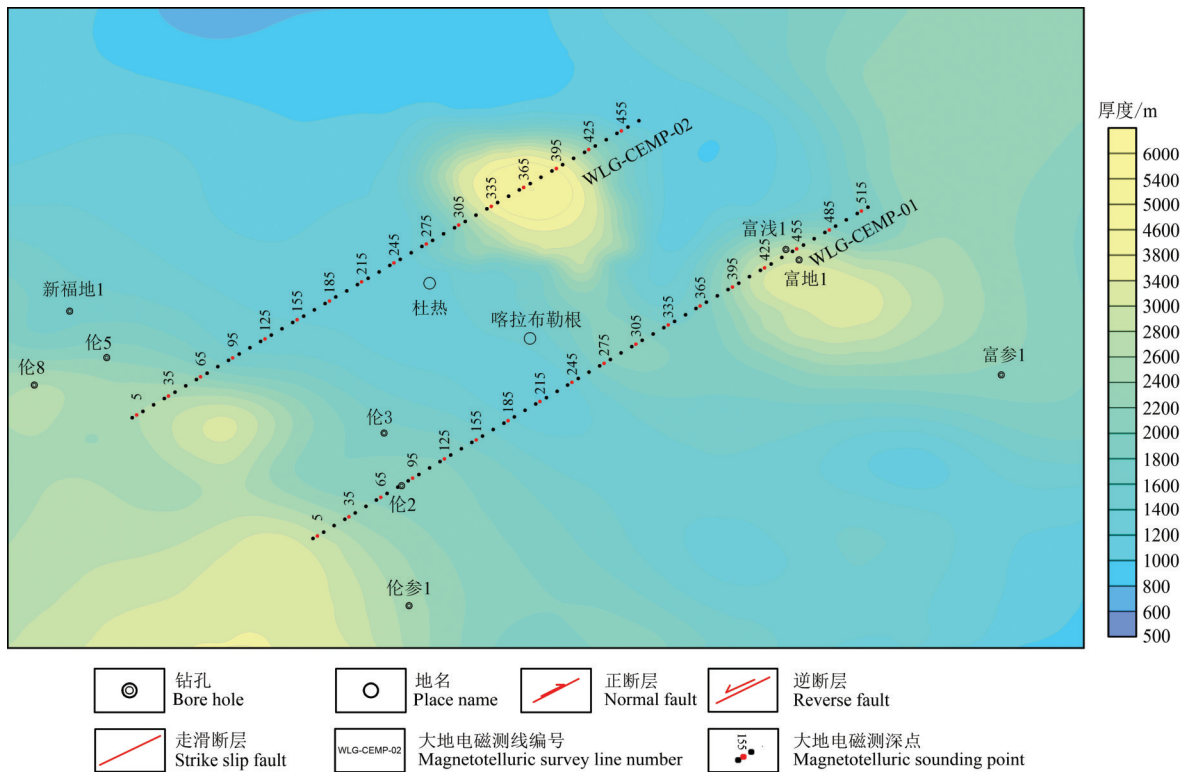 5
35
65
95
125
155
185
215
245
275
305
335
365
395
425
455
WLG-CEMP-02
5
35
65
95
125
155
185
215
245
275
305
335
365
395
425
455
485
515
WLG-CEMP-01
新福地1
伦5
伦8
杜热
喀拉布勒根
富浅1
富地1
富参1
伦3
伦2
伦参1
厚度/m
6000
5400
5000
4600
3800
3400
3000
2800
2600
2400
2200
2000
1800
1600
1400
1000
800
600
500
钻孔
Bore hole
地名
Place name
正断层
Normal fault
逆断层
Reverse fault
走滑断层
Strike slip fault
WLG-CEMP-02
大地电磁测线编号
Magnetotelluric survey line number
155
大地电磁测深点
Magnetotelluric sounding point